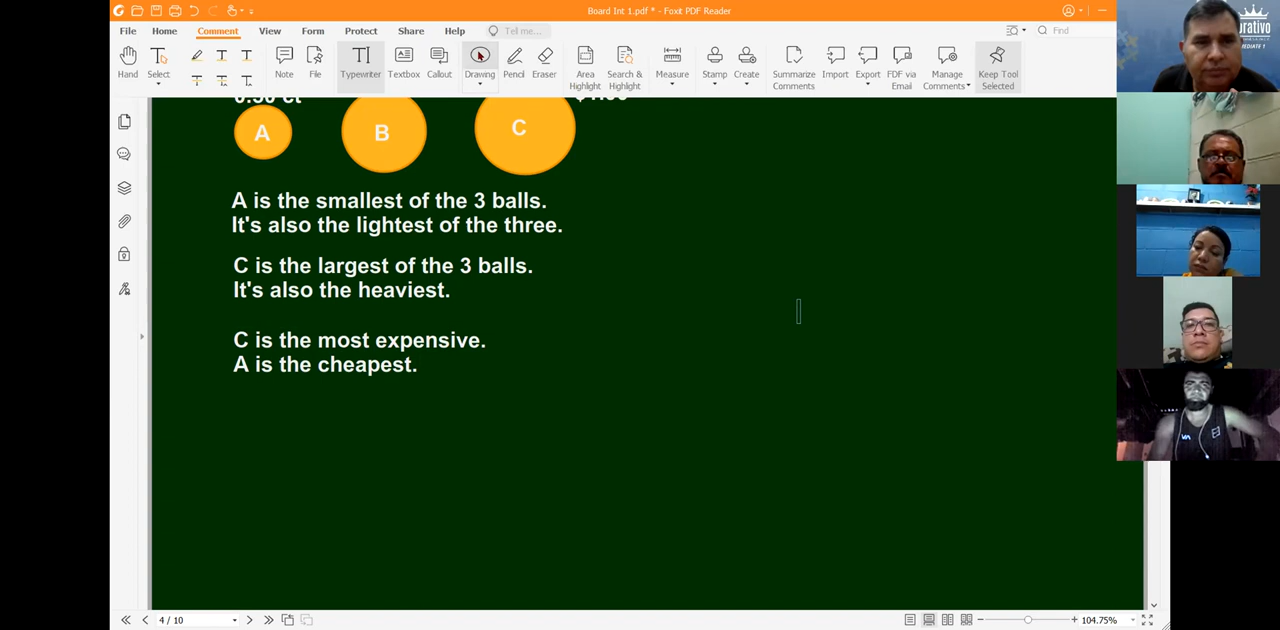 Board Int 1.pdf * - Foxit PDF Reader
File Home Comment View Form Protect Share Help Tell me... Find
Hand Select Note File Typewriter Textbox Callout Drawing Pencil Eraser Area Highlight Search & Highlight Measure Stamp Create Summarize Comments Import Export FDF via Email Manage Comments Keep Tool Selected
A B C
A is the smallest of the 3 balls.
It's also the lightest of the three.
C is the largest of the 3 balls.
It's also the heaviest.
C is the most expensive.
A is the cheapest.
4 / 10
104.75%